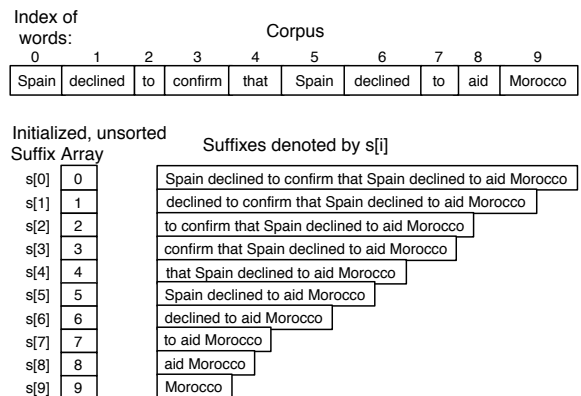 Index of words: Corpus
0 1 2 3 4 5 6 7 8 9
Spain declined to confirm that Spain declined to aid Morocco
Initialized, unsorted
Suffix Array Suffixes denoted by s[i]
s[0] 0 Spain declined to confirm that Spain declined to aid Morocco
s[1] 1 declined to confirm that Spain declined to aid Morocco
s[2] 2 to confirm that Spain declined to aid Morocco
s[3] 3 confirm that Spain declined to aid Morocco
s[4] 4 that Spain declined to aid Morocco
s[5] 5 Spain declined to aid Morocco
s[6] 6 declined to aid Morocco
s[7] 7 to aid Morocco
s[8] 8 aid Morocco
s[9] 9 Morocco